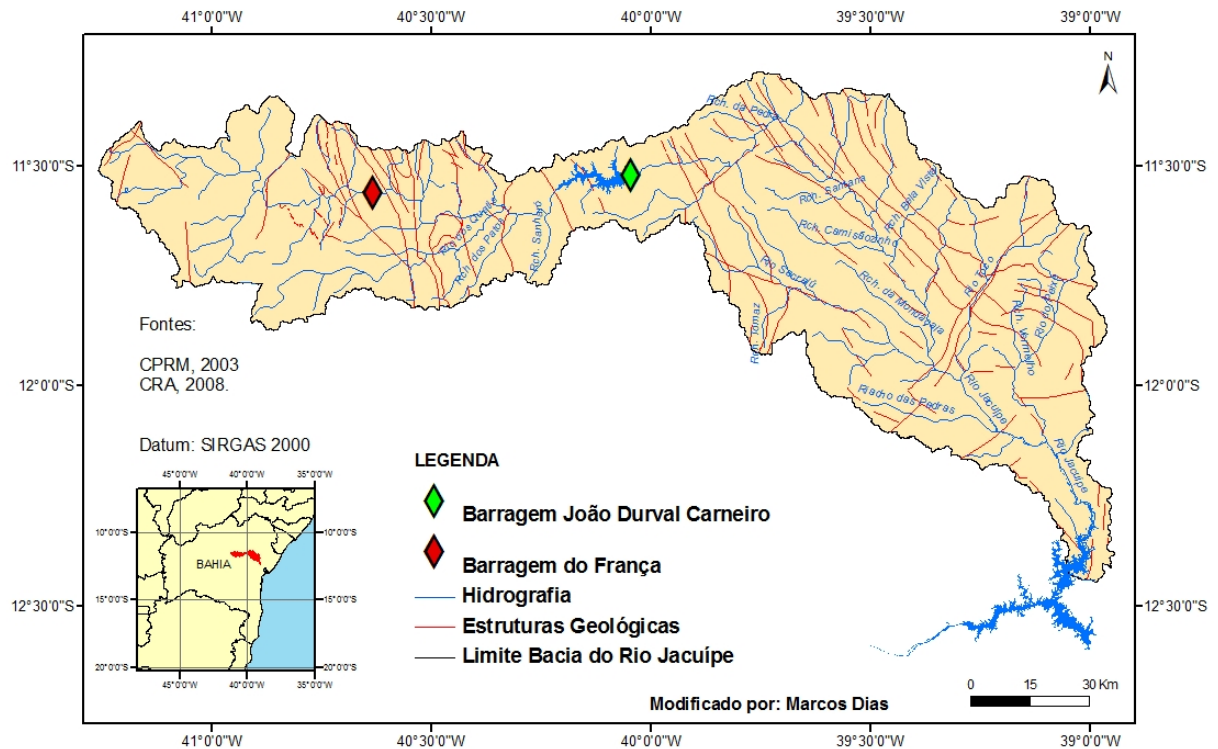 41°0'0"W 40°30'0"W 40°0'0"W 39°30'0"W 39°0'0"W
N
Rch. da Pedra
11°30'0"S 11°30'0"S
Rch. Santana
Rch. Bela Vista
Rch. Camisãozinho
Rch. dos Patos
Rch. Sanharó
Rio Sacraiú
Rch. da Mondabaia
Rio Toco
Rch. Vermelho
Rio do Peixe
Rch. Tomaz
Fontes:
CPRM, 2003
CRA, 2008.
12°0'0"S 12°0'0"S
Riacho das Pedras
Rio Jacuípe
Rio Jacuípe
Datum: SIRGAS 2000
45°0'0"W 40°0'0"W 35°0'0"W
10°0'0"S 10°0'0"S
BAHIA
15°0'0"S 15°0'0"S
20°0'0"S 20°0'0"S
45°0'0"W 40°0'0"W 35°0'0"W
LEGENDA
Barragem João Durval Carneiro
Barragem do França
Hidrografia
Estruturas Geológicas
Limite Bacia do Rio Jacuípe
12°30'0"S 12°30'0"S
0 15 30 Km
Modificado por: Marcos Dias
41°0'0"W 40°30'0"W 40°0'0"W 39°30'0"W 39°0'0"W